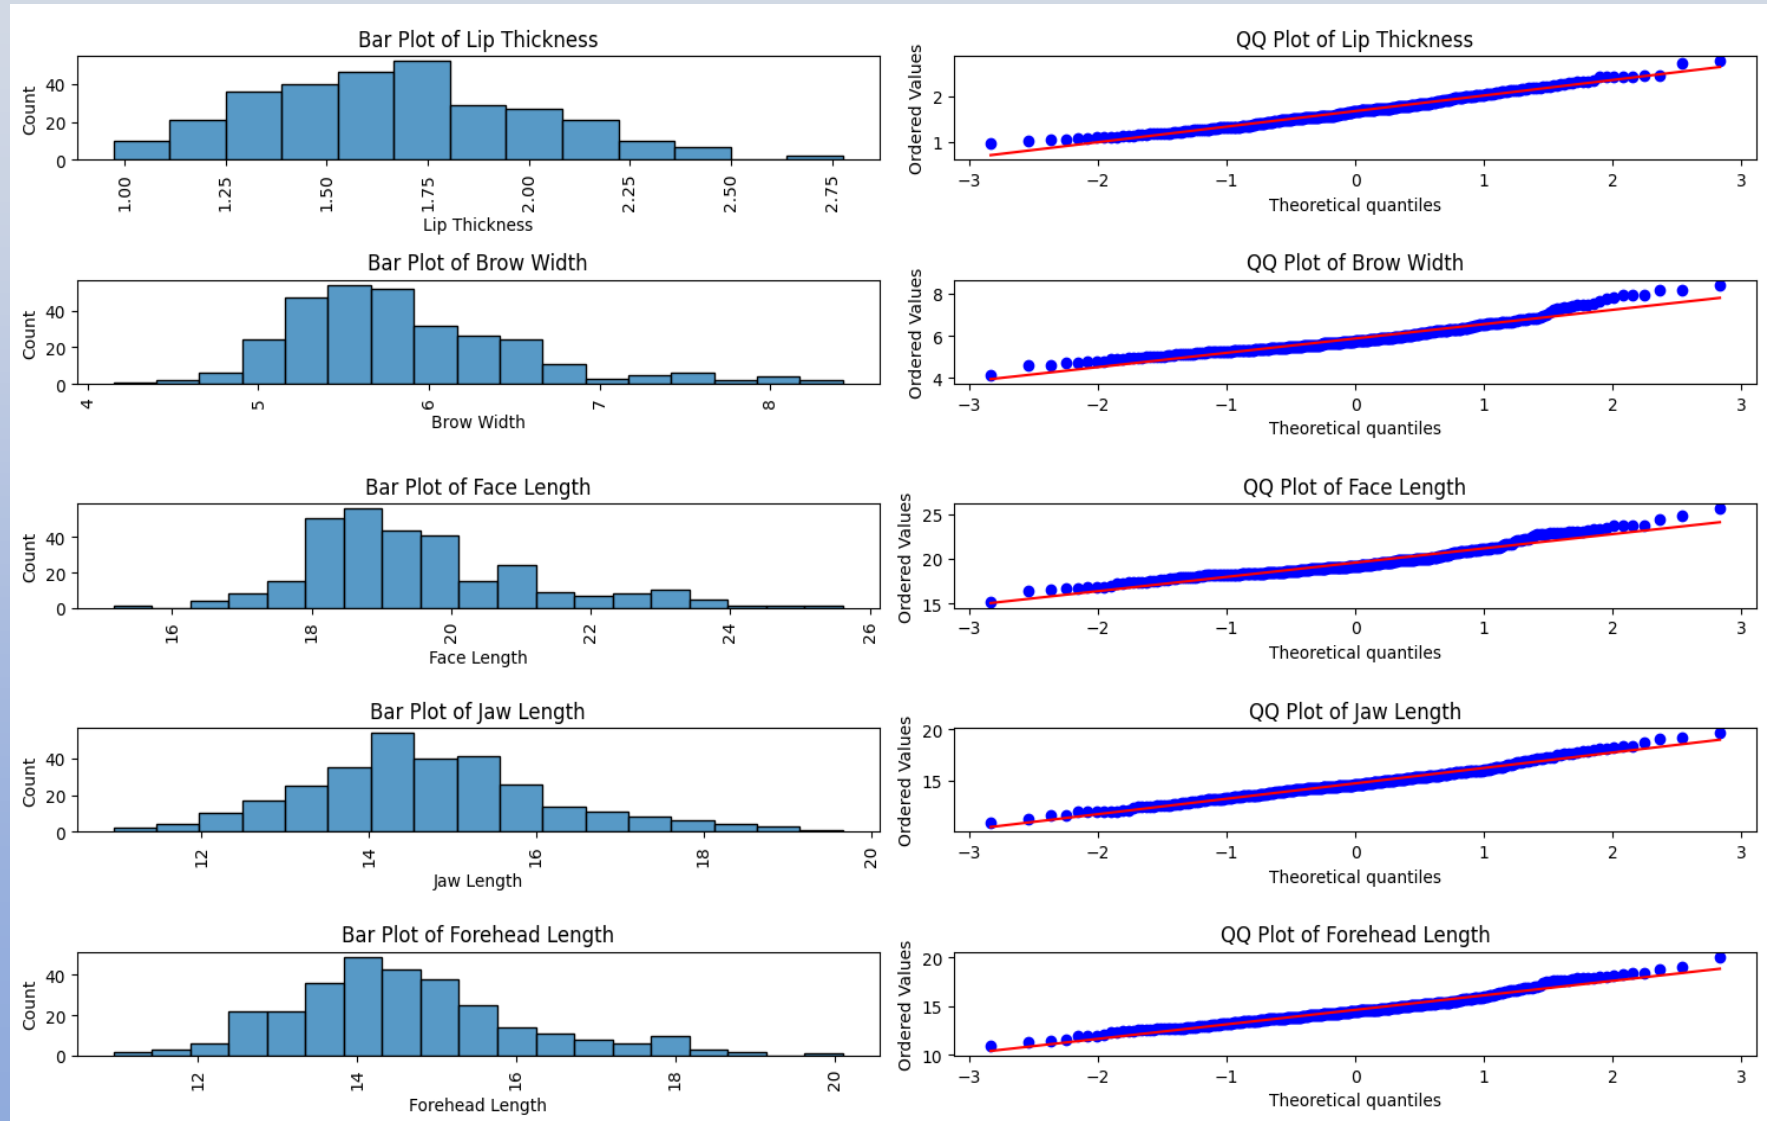 Bar Plot of Lip Thickness
Count
40
20
0
1.00 1.25 1.50 1.75 2.00 2.25 2.50 2.75
Lip Thickness
QQ Plot of Lip Thickness
Ordered Values
2
1
−3 −2 −1 0 1 2 3
Theoretical quantiles
Bar Plot of Brow Width
Count
40
20
0
4 5 6 7 8
Brow Width
QQ Plot of Brow Width
Ordered Values
8
6
4
−3 −2 −1 0 1 2 3
Theoretical quantiles
Bar Plot of Face Length
Count
40
20
0
16 18 20 22 24 26
Face Length
QQ Plot of Face Length
Ordered Values
25
20
15
−3 −2 −1 0 1 2 3
Theoretical quantiles
Bar Plot of Jaw Length
Count
40
20
0
12 14 16 18 20
Jaw Length
QQ Plot of Jaw Length
Ordered Values
20
15
−3 −2 −1 0 1 2 3
Theoretical quantiles
Bar Plot of Forehead Length
Count
40
20
0
12 14 16 18 20
Forehead Length
QQ Plot of Forehead Length
Ordered Values
20
15
10
−3 −2 −1 0 1 2 3
Theoretical quantiles